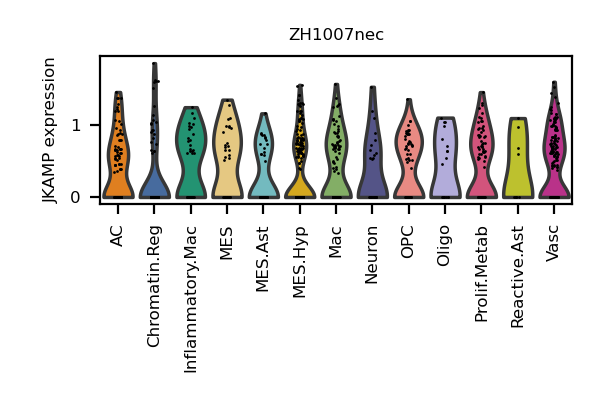 ZH1007nec
JKAMP expression
1
0
AC
Chromatin.Reg
Inflammatory.Mac
MES
MES.Ast
MES.Hyp
Mac
Neuron
OPC
Oligo
Prolif.Metab
Reactive.Ast
Vasc